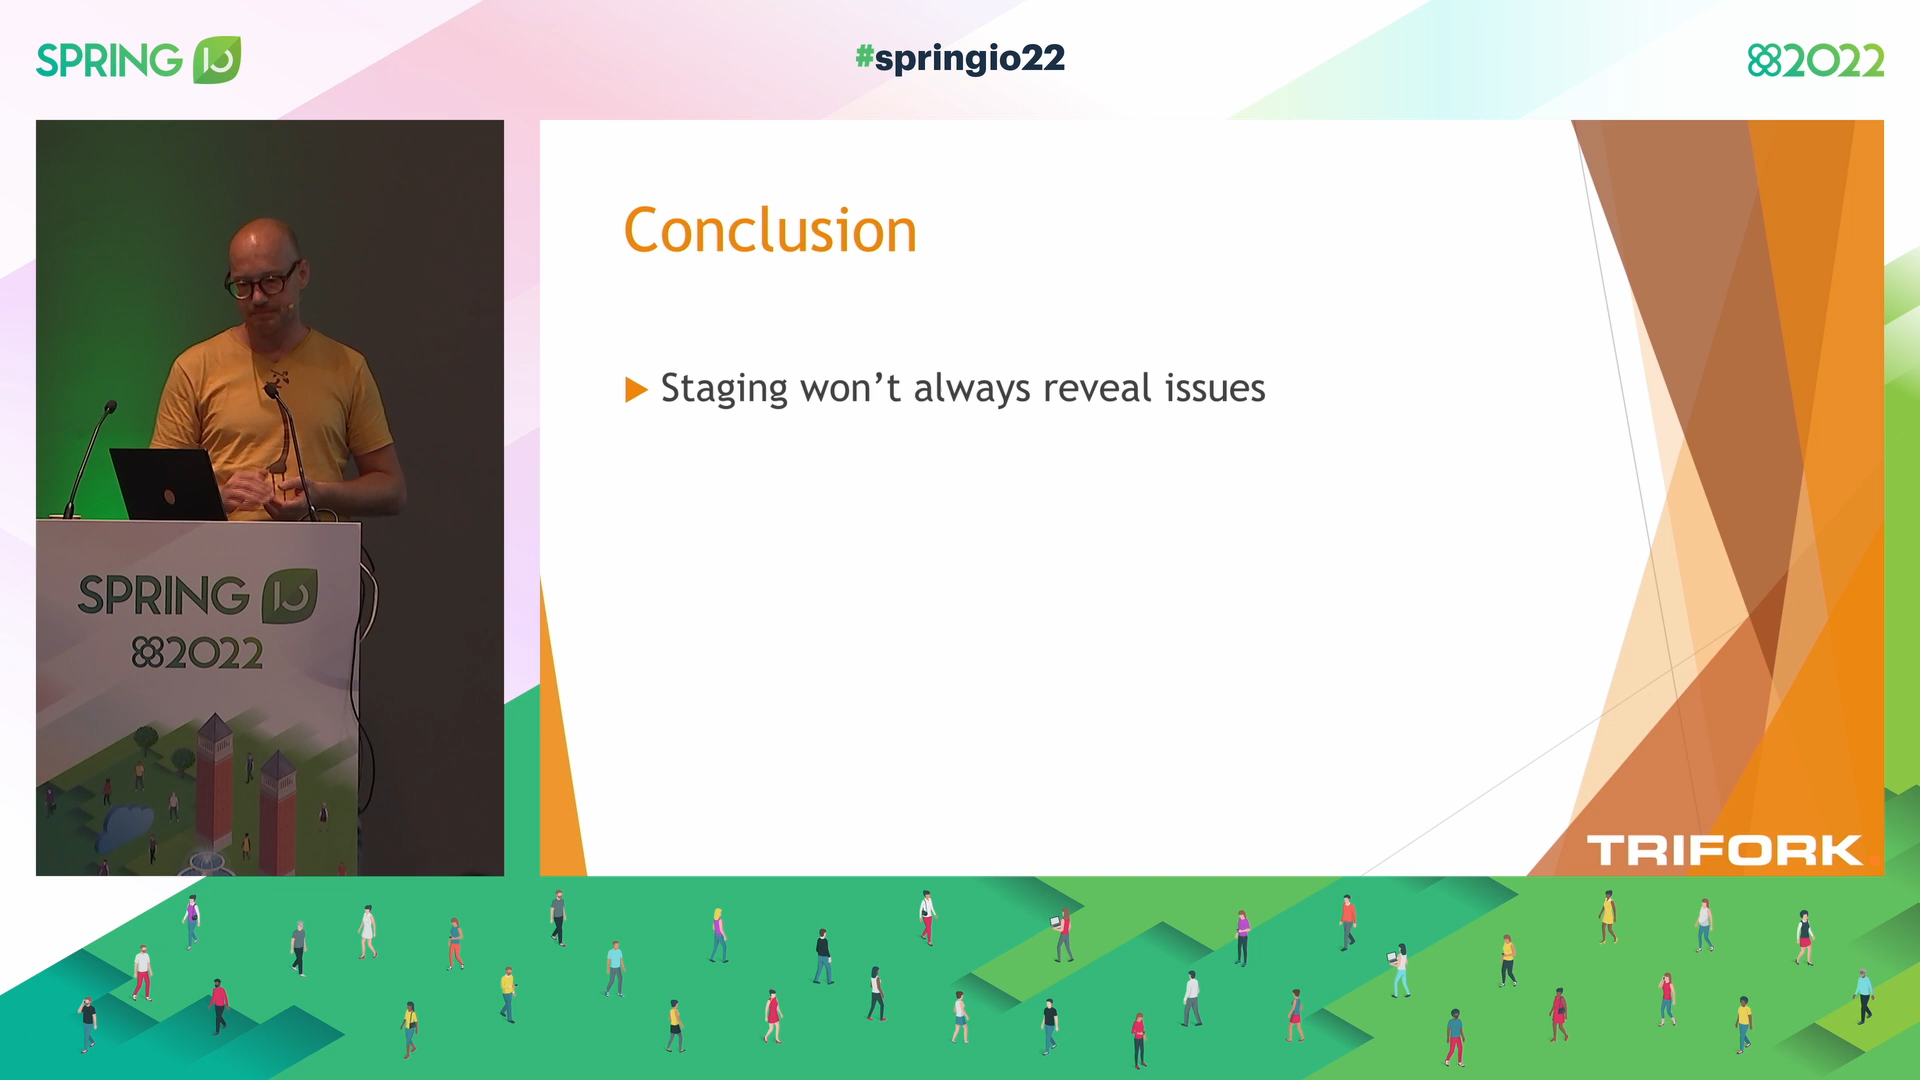 SPRING IO
#springio22
2022
Conclusion
Staging won’t always reveal issues
SPRING IO
2022
TRIFORK